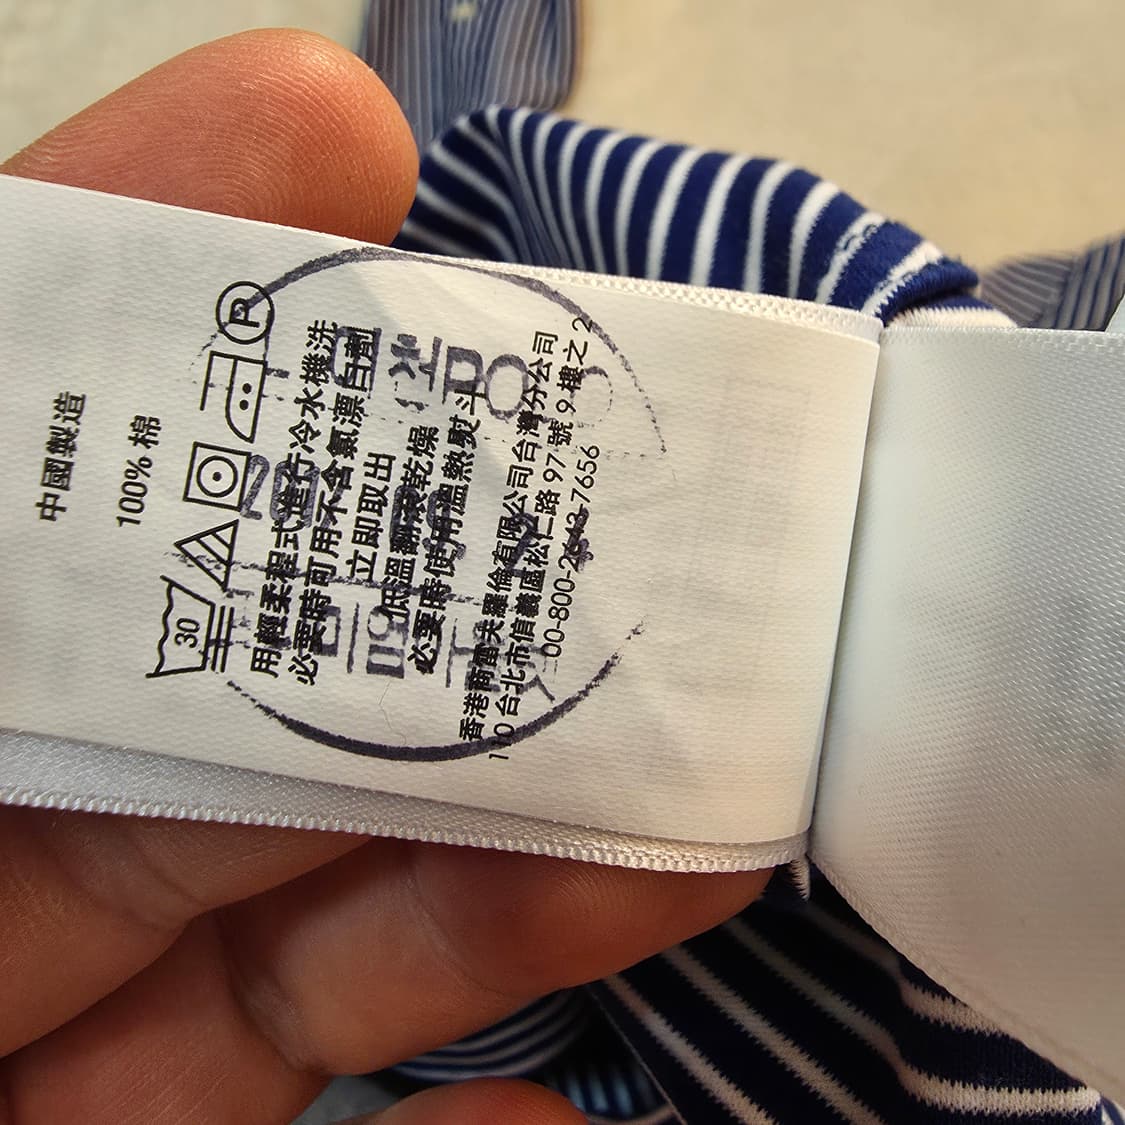 中國製造
100% 棉
P
30
用輕柔程式進行冷水機洗
必要時可用不含氯漂白劑
立即取出
低溫翻滾乾燥
必要時使用溫熱熨斗
香港商雷夫羅倫有限公司台灣分公司
110 台北市信義區松仁路 97 號 9 樓之 2
00-800-2643-7656